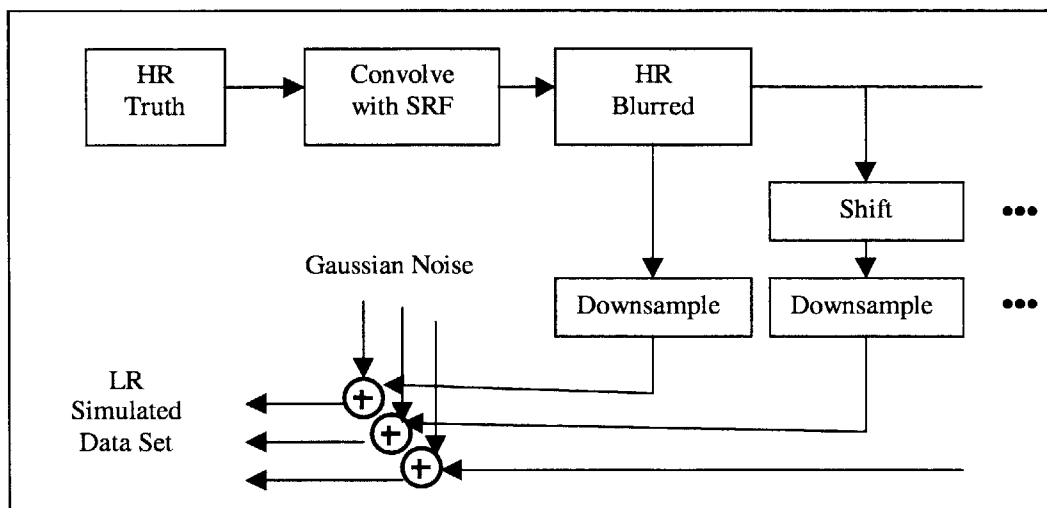 HR
Truth
Convolve
with SRF
HR
Blurred
Shift
•••
Gaussian Noise
Downsample
Downsample
•••
LR
Simulated
Data Set
+
+
+